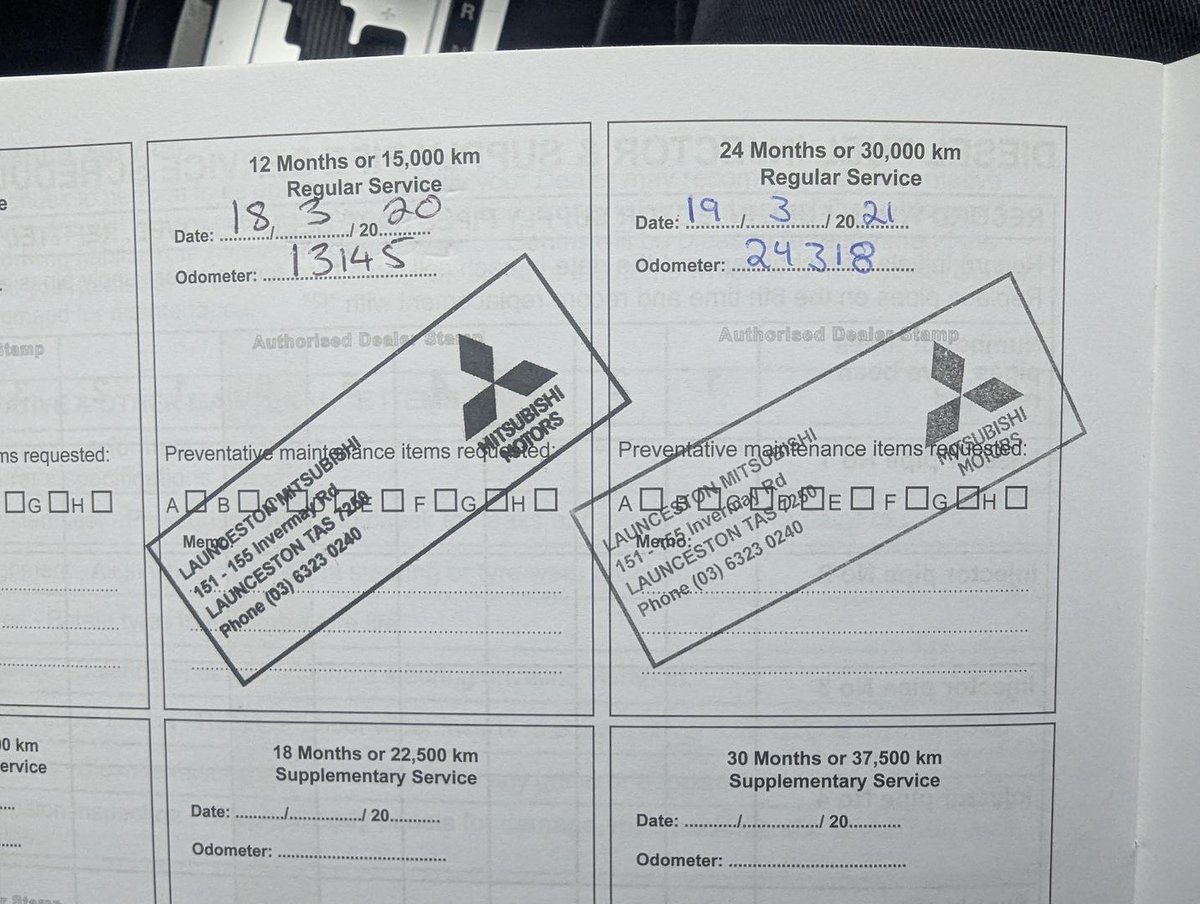 R
12 Months or 15,000 km
Regular Service
Date: 18/ 3 / 20 20
Odometer: 13145
Authorised Dealer Stamp
MITSUBISHI
MOTORS
Preventative maintenance items requested:
A B C D E F G H
Memo:
LAUNCESTON MITSUBISHI
151 - 155 Invermay Rd
LAUNCESTON TAS 7250
Phone (03) 6323 0240
24 Months or 30,000 km
Regular Service
Date: 19 / 3 / 20 21
Odometer: 24318
Authorised Dealer Stamp
MITSUBISHI
MOTORS
Preventative maintenance items requested:
A B C D E F G H
Memo:
LAUNCESTON MITSUBISHI
151 - 155 Invermay Rd
LAUNCESTON TAS 7250
Phone (03) 6323 0240
Stamp
requested:
G H
0 km
18 Months or 22,500 km
Supplementary Service
Date: ........../............../ 20..........
Odometer: ..................................
30 Months or 37,500 km
Supplementary Service
Date: ........../............../ 20..........
Odometer: ..................................